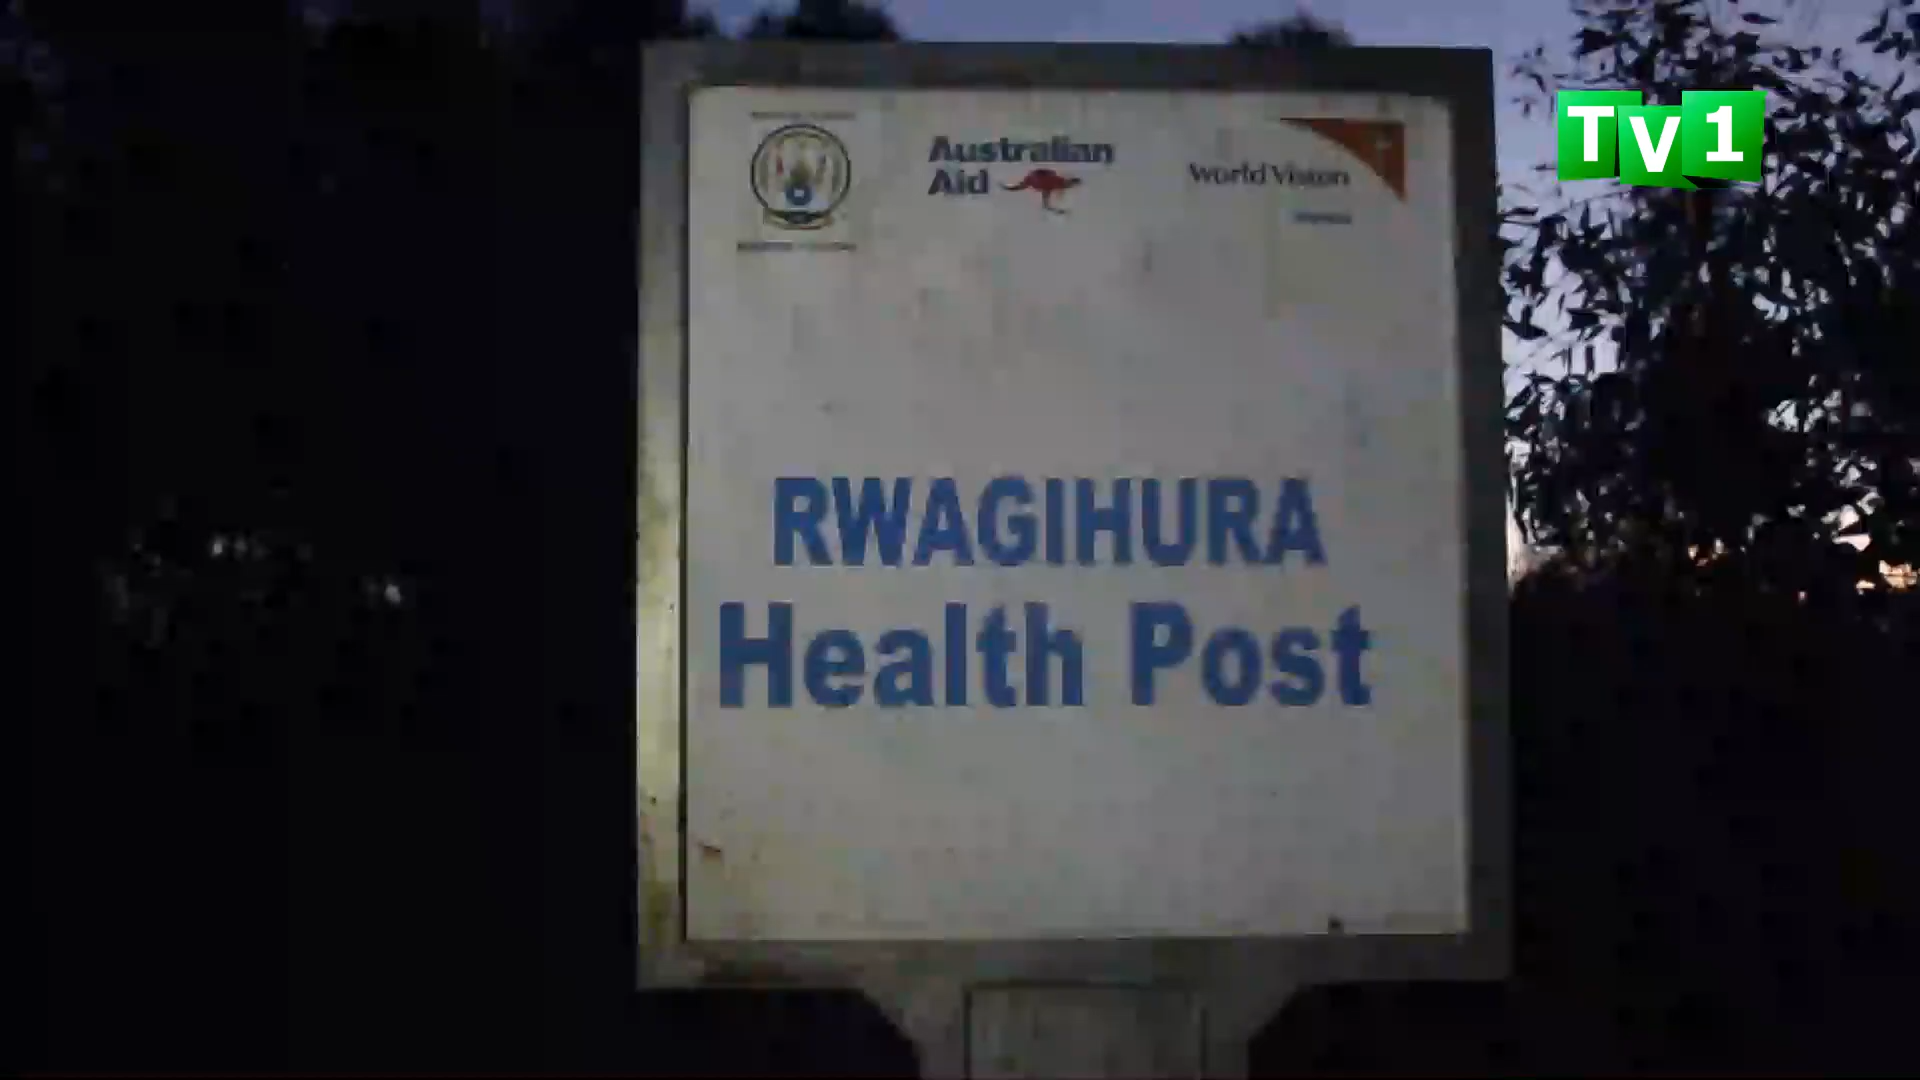 Australian
Aid
World Vision
TV1
RWAGIHURA
Health Post